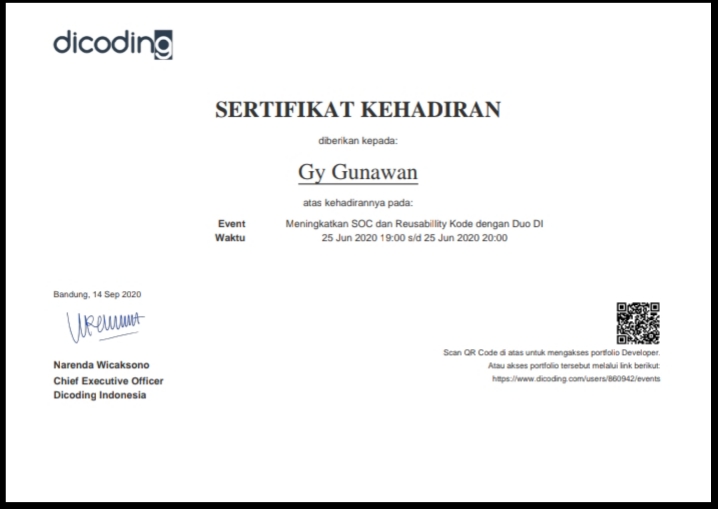 dicoding
SERTIFIKAT KEHADIRAN
diberikan kepada:
Gy Gunawan
atas kehadirannya pada:
Event Meningkatkan SOC dan Reusabillity Kode dengan Duo DI
Waktu 25 Jun 2020 19:00 s/d 25 Jun 2020 20:00
Bandung, 14 Sep 2020
Narenda Wicaksono
Chief Executive Officer
Dicoding Indonesia
Scan QR Code di atas untuk mengakses portfolio Developer.
Atau akses portfolio tersebut melalui link berikut:
https://www.dicoding.com/users/860942/events